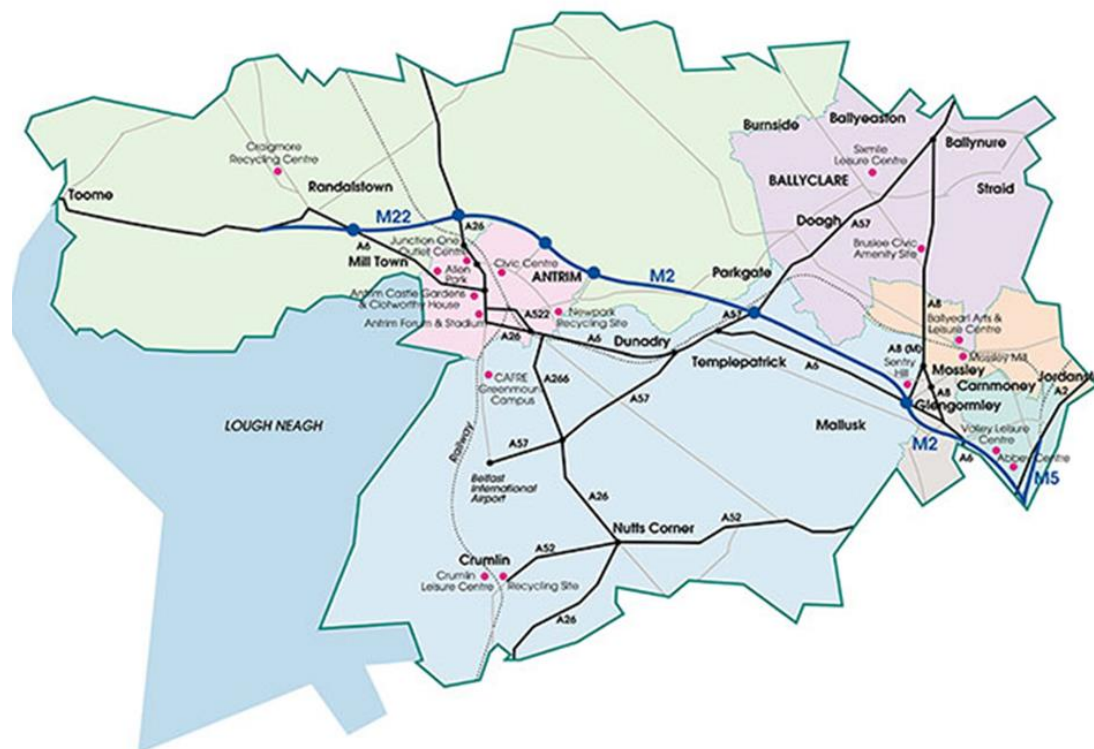 Burnside
Ballyeaston
Craigmore
Recycling Centre
Sixmile
Leisure Centre
Ballynure
Toome
Randalstown
BALLYCLARE
Straid
M22
A26
Doagh
A57
A6
Junction One
Outlet Centre
Mill Town
Allen
Park
Civic Centre
ANTRIM
M2
Parkgate
Bruslee Civic
Amenity Site
Antrim Castle Gardens
& Clotworthy House
Antrim Forum & Stadium
A522
Newpark
Recycling Site
A57
A8
Ballyearl Arts &
Leisure Centre
A26
A6
Dunadry
Templepatrick
A6
A8 (M)
Sentry
Hill
Mossley Mill
Mossley
Carnmoney
Jordanst
A2
CAFRE
Greenmount
Campus
A266
A57
A8
Glengormley
LOUGH NEAGH
Railway
A57
Mallusk
M2
Valley Leisure
Centre
A6
Abbey Centre
M5
Belfast
International
Airport
A26
Nutts Corner
A52
Crumlin
A52
Crumlin
Leisure Centre
Recycling Site
A26